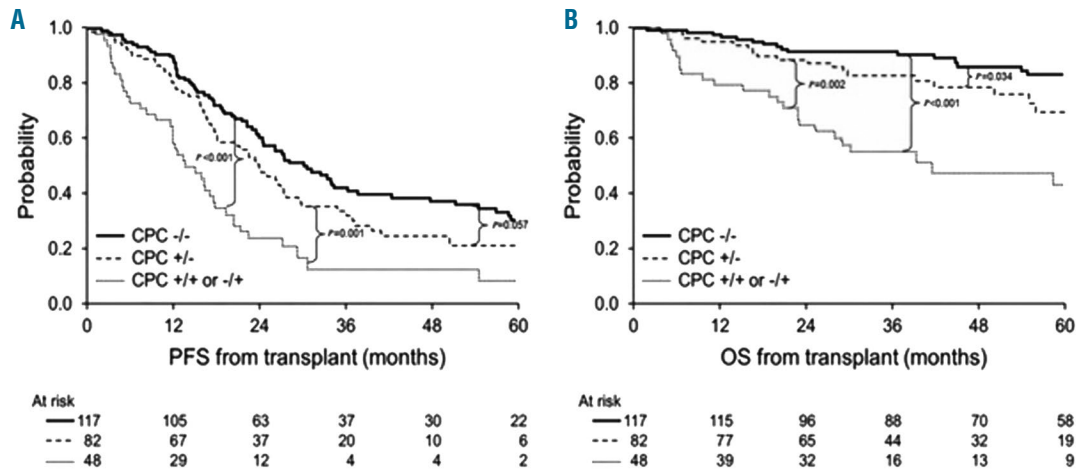 A
Probability
1.0
0.8
0.6
0.4
0.2
0.0
P<0.001
P=0.001
P=0.057
CPC -/-
CPC +/-
CPC +/+ or -/+
0 12 24 36 48 60
PFS from transplant (months)
At risk
117 105 63 37 30 22
82 67 37 20 10 6
48 29 12 4 4 2
B
Probability
1.0
0.8
0.6
0.4
0.2
0.0
P=0.002
P<0.001
P=0.034
CPC -/-
CPC +/-
CPC +/+ or -/+
0 12 24 36 48 60
OS from transplant (months)
At risk
117 115 96 88 70 58
82 77 65 44 32 19
48 39 32 16 13 9